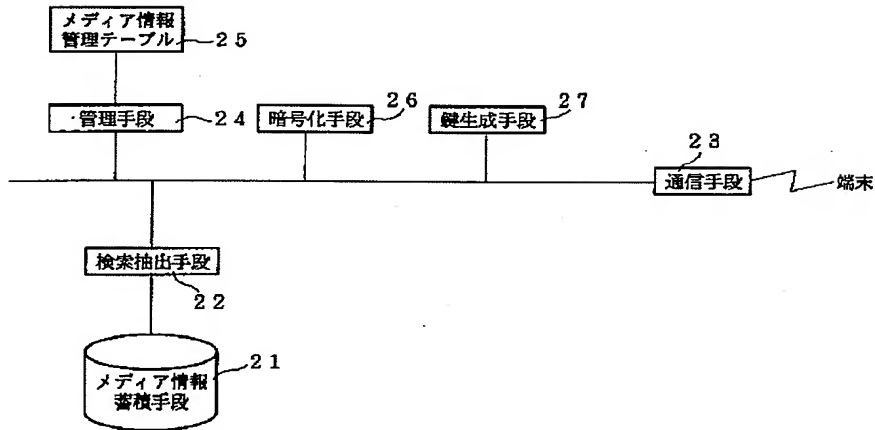 メディア情報
管理テーブル
25
管理手段
24
暗号化手段
26
鍵生成手段
27
通信手段
23
端末
検索抽出手段
22
メディア情報
蓄積手段
21